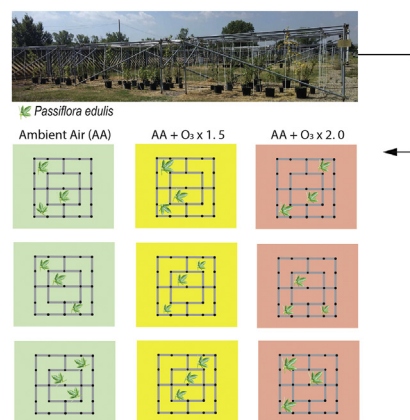 Passiflora edulis
Ambient Air (AA) AA + O₃ x 1.5 AA + O₃ x 2.0